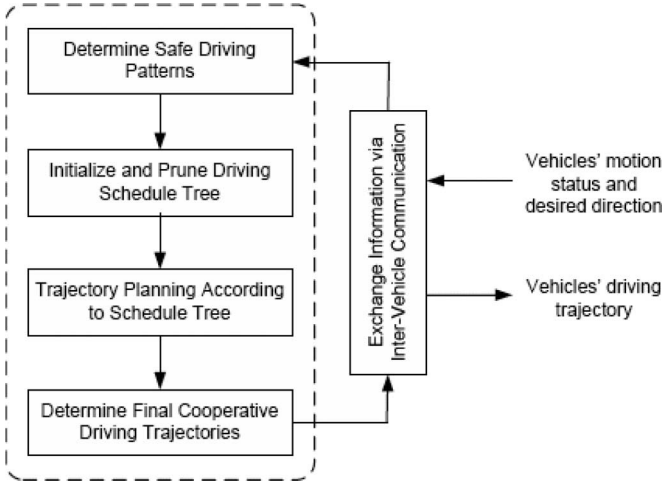 Determine Safe Driving
Patterns
Initialize and Prune Driving
Schedule Tree
Trajectory Planning According
to Schedule Tree
Determine Final Cooperative
Driving Trajectories
Exchange Information via
Inter-Vehicle Communication
Vehicles' motion
status and
desired direction
Vehicles' driving
trajectory